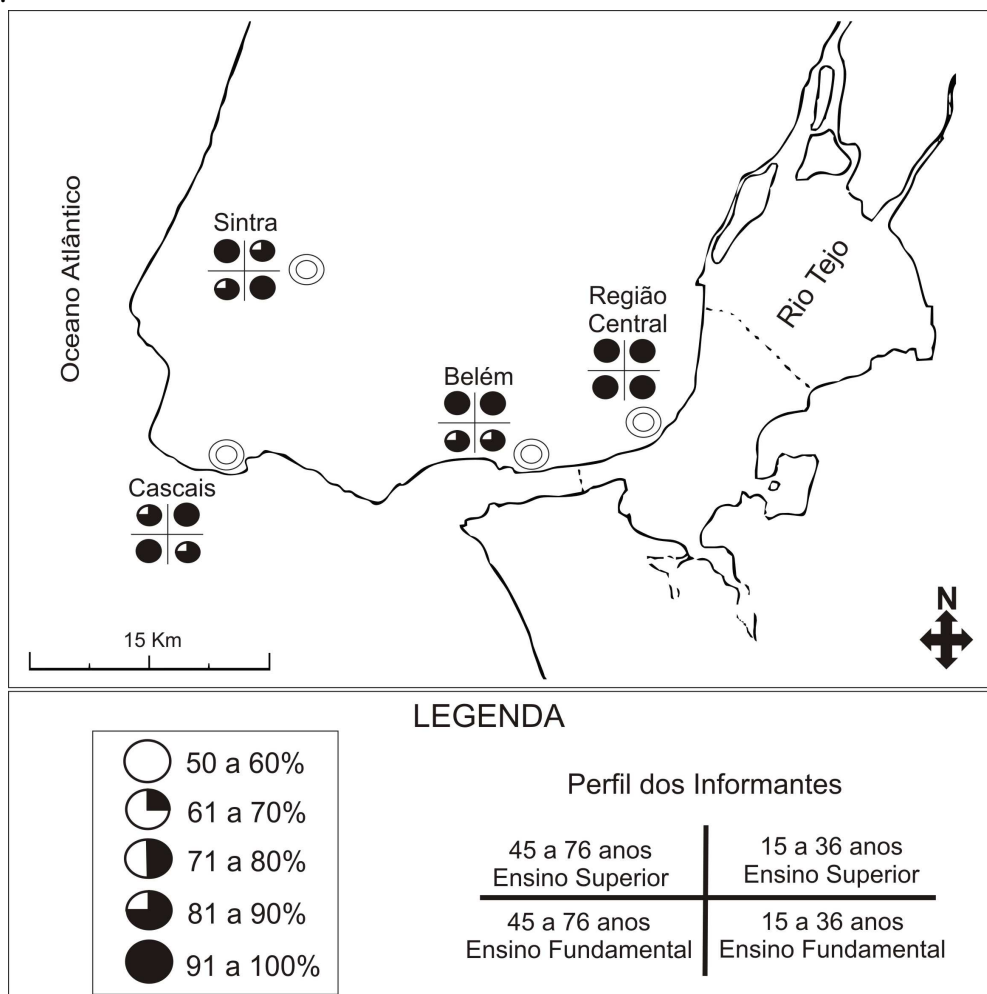 Oceano Atlântico
Sintra
Região
Central
Rio Tejo
Belém
Cascais
15 Km
N
LEGENDA
50 a 60%
61 a 70%
71 a 80%
81 a 90%
91 a 100%
Perfil dos Informantes
45 a 76 anos
Ensino Superior
15 a 36 anos
Ensino Superior
45 a 76 anos
Ensino Fundamental
15 a 36 anos
Ensino Fundamental